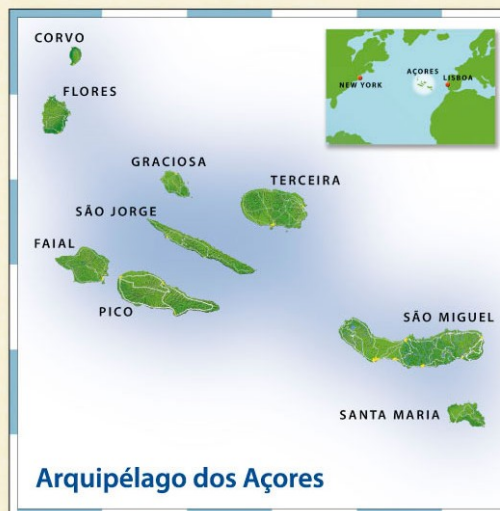 CORVO
FLORES
AÇORES
LISBOA
NEW YORK
GRACIOSA
TERCEIRA
SÃO JORGE
FAIAL
PICO
SÃO MIGUEL
SANTA MARIA
Arquipélago dos Açores